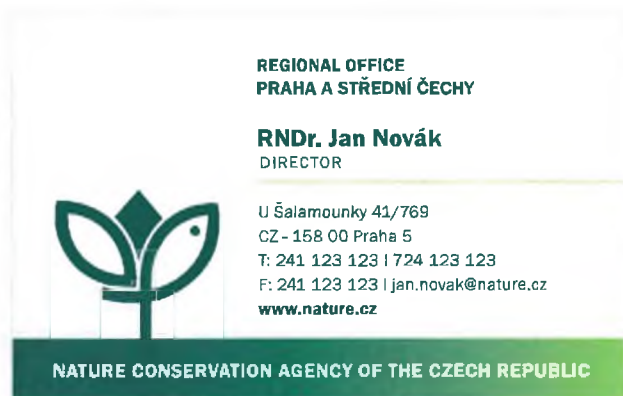 REGIONAL OFFICE
PRAHA A STŘEDNÍ ČECHY
RNDr. Jan Novák
DIRECTOR
U Šalamounky 41/769
CZ - 158 00 Praha 5
T: 241 123 123 | 724 123 123
F: 241 123 123 | jan.novak@nature.cz
www.nature.cz
NATURE CONSERVATION AGENCY OF THE CZECH REPUBLIC